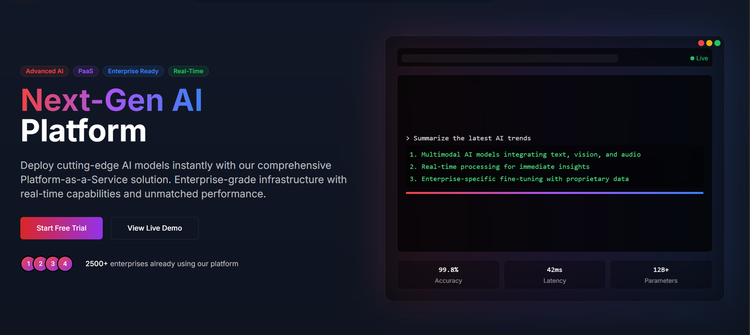 Advanced AI PaaS Enterprise Ready Real-Time
Next-Gen AI
Platform
Deploy cutting-edge AI models instantly with our comprehensive
Platform-as-a-Service solution. Enterprise-grade infrastructure with
real-time capabilities and unmatched performance.
Start Free Trial View Live Demo
1 2 3 4 2500+ enterprises already using our platform
Live
> Summarize the latest AI trends
1. Multimodal AI models integrating text, vision, and audio
2. Real-time processing for immediate insights
3. Enterprise-specific fine-tuning with proprietary data
99.8% 42ms 128+
Accuracy Latency Parameters